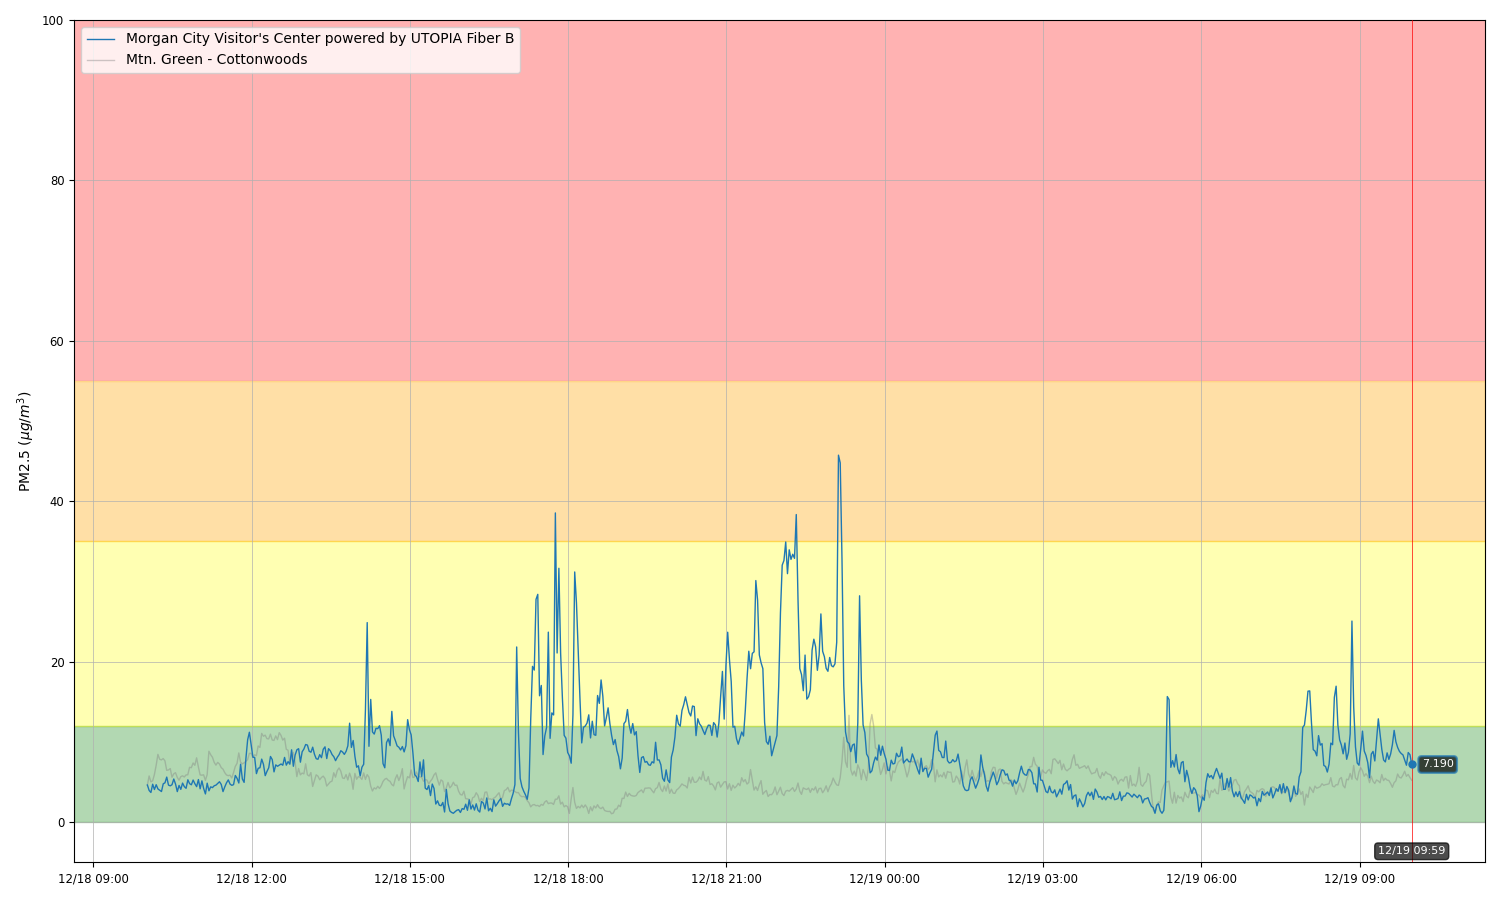 100
Morgan City Visitor's Center powered by UTOPIA Fiber B
Mtn. Green - Cottonwoods
80
60
PM2.5 (μg/m³)
40
20
7.190
0
12/19 09:59
12/18 09:00 12/18 12:00 12/18 15:00 12/18 18:00 12/18 21:00 12/19 00:00 12/19 03:00 12/19 06:00 12/19 09:00